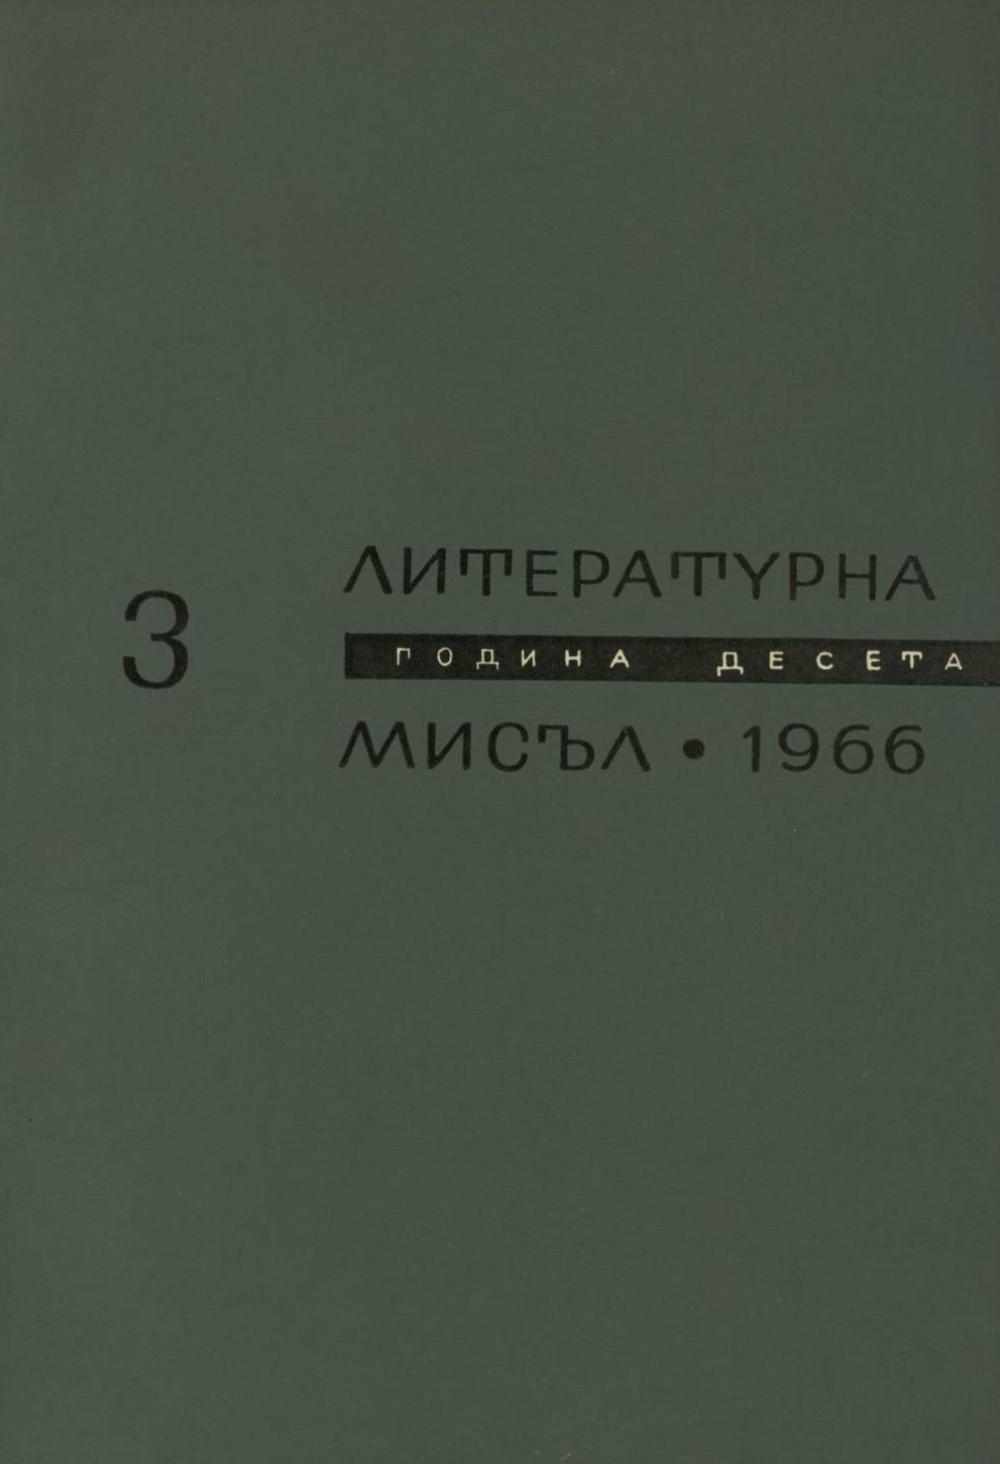 3
ЛИТЕРАТУРНА
ГОДИНА ДЕСЕТА
МИСЪЛ • 1966